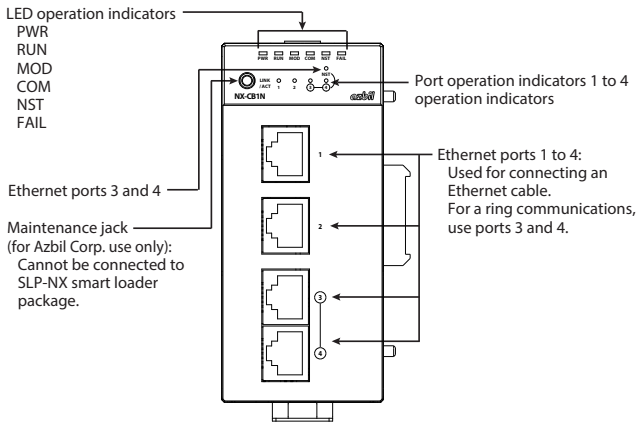 LED operation indicators
PWR
RUN
MOD
COM
NST
FAIL
Ethernet ports 3 and 4
Maintenance jack
(for Azbil Corp. use only):
Cannot be connected to
SLP-NX smart loader
package.
PWR RUN MOD COM NST FAIL
NST
LINK
/ACT
1 2 3 4
NX-CB1N
azbil
1
2
3
4
Port operation indicators 1 to 4
operation indicators
Ethernet ports 1 to 4:
Used for connecting an
Ethernet cable.
For a ring communications,
use ports 3 and 4.